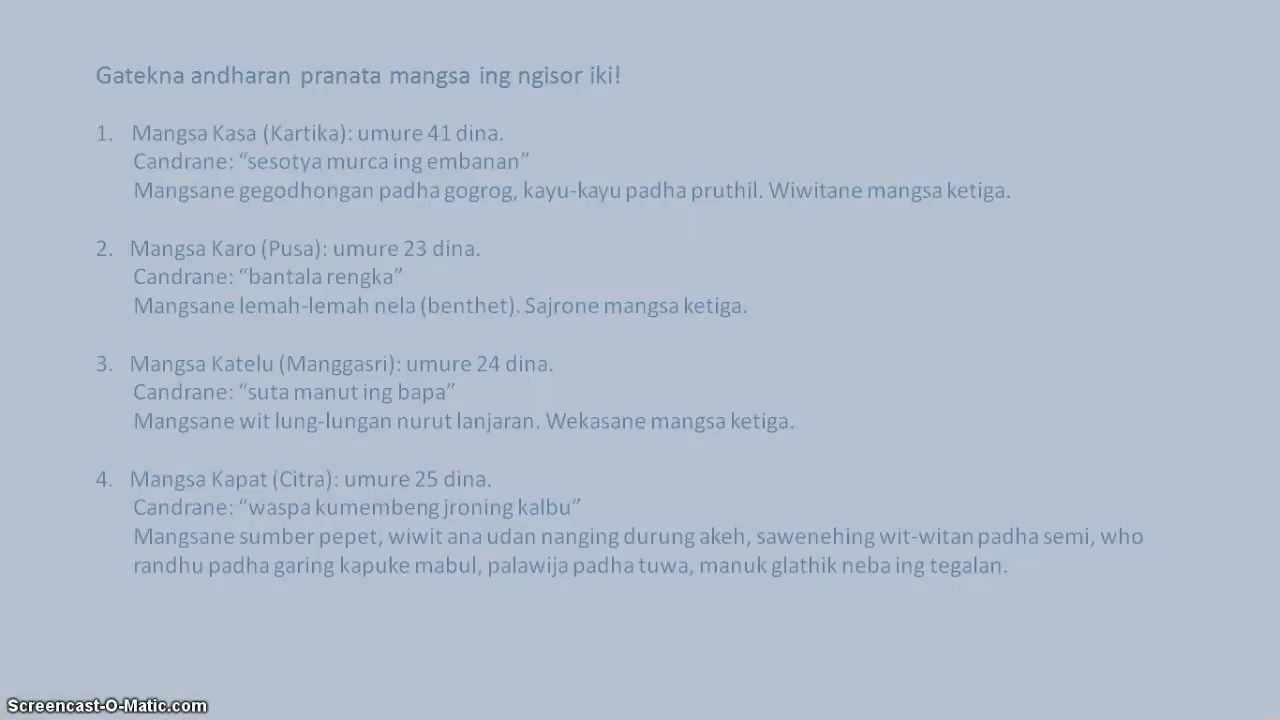 Gatekna andharan pranata mangsa ing ngisor iki!
1. Mangsa Kasa (Kartika): umure 41 dina.
Candrane: “sesotya murca ing embanan”
Mangsane gegodhongan padha gogrog, kayu-kayu padha pruthil. Wiwitane mangsa ketiga.
2. Mangsa Karo (Pusa): umure 23 dina.
Candrane: “bantala rengka”
Mangsane lemah-lemah nela (benthet). Sajrone mangsa ketiga.
3. Mangsa Katelu (Manggasri): umure 24 dina.
Candrane: “suta manut ing bapa”
Mangsane wit lung-lungan nurut lanjaran. Wekasane mangsa ketiga.
4. Mangsa Kapat (Citra): umure 25 dina.
Candrane: “waspa kumembeng jroning kalbu”
Mangsane sumber pepet, wiwit ana udan nanging durung akeh, sawenehing wit-witan padha semi, who
randhu padha garing kapuke mabul, palawija padha tuwa, manuk glathik neba ing tegalan.
Screencast-O-Matic.com